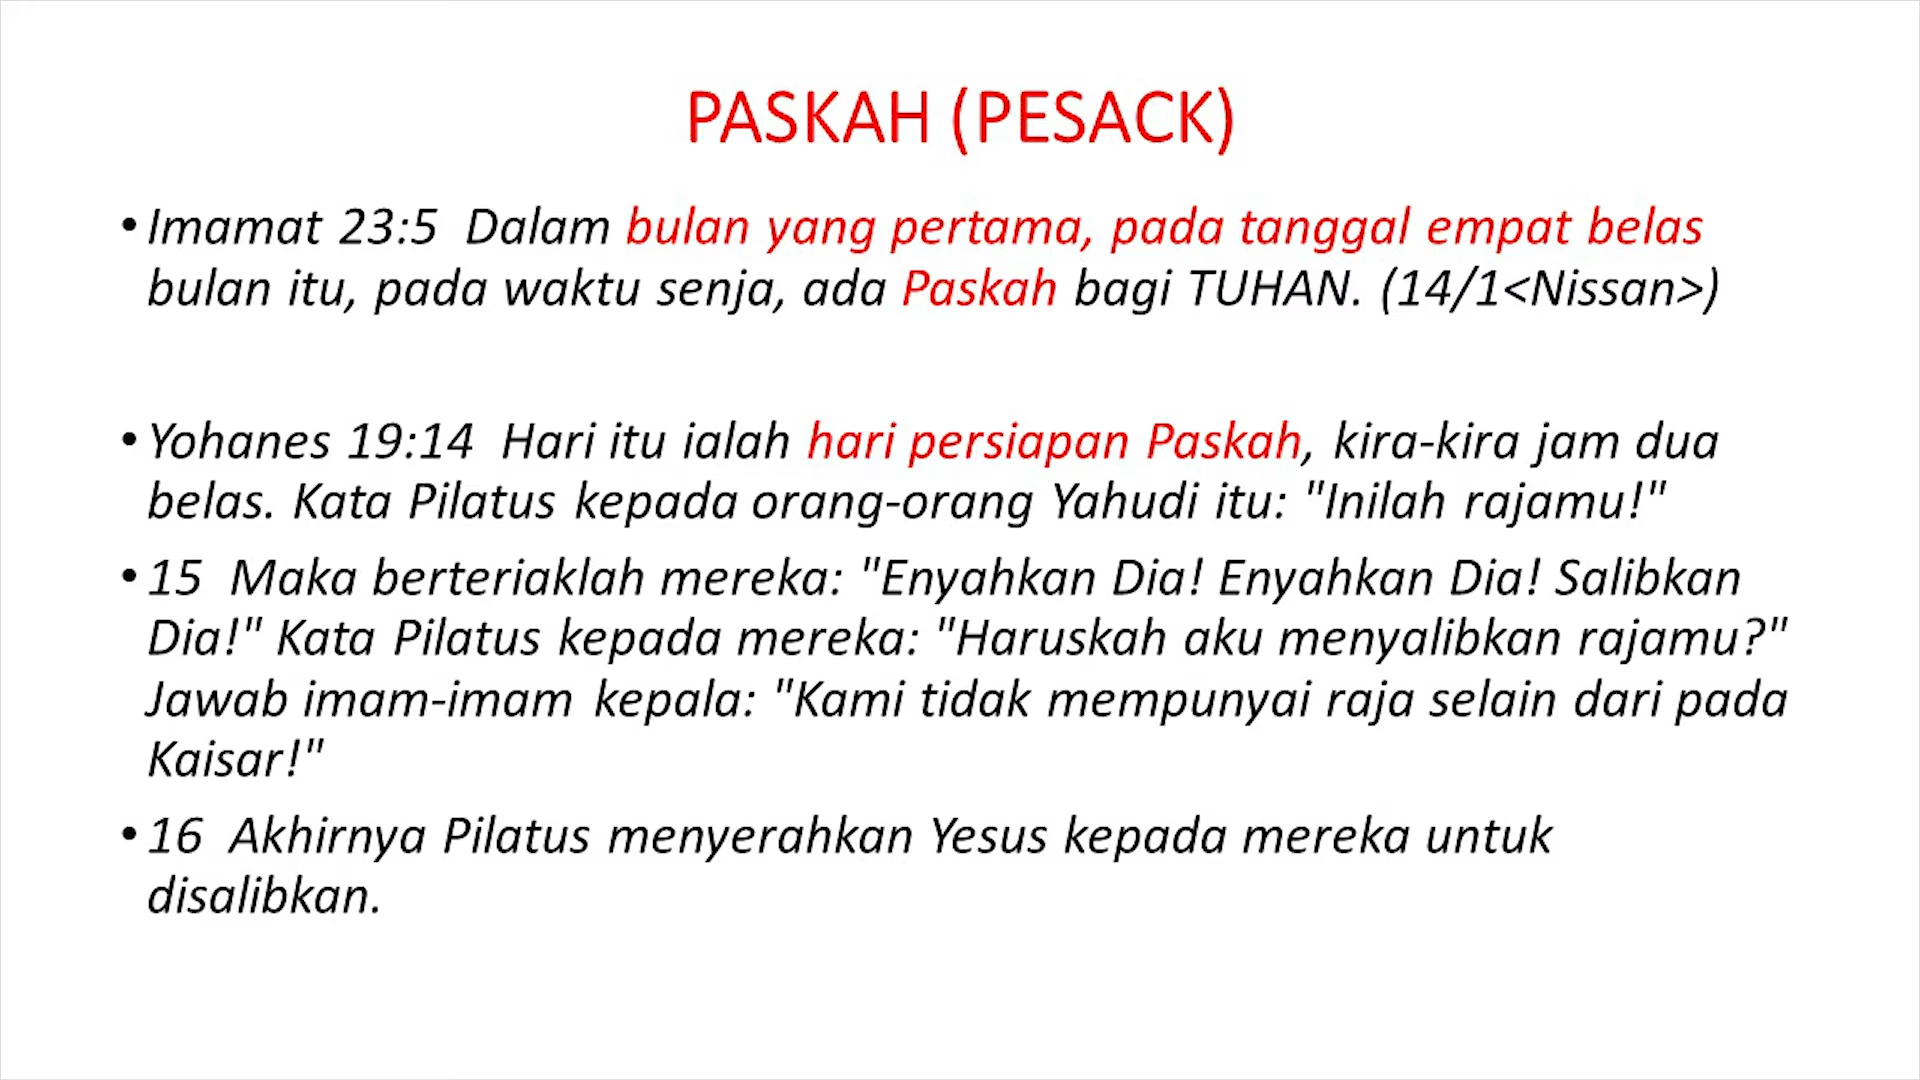 PASKAH (PESACK)
• Imamat 23:5  Dalam bulan yang pertama, pada tanggal empat belas
bulan itu, pada waktu senja, ada Paskah bagi TUHAN. (14/1<Nissan>)
• Yohanes 19:14  Hari itu ialah hari persiapan Paskah, kira-kira jam dua
belas. Kata Pilatus kepada orang-orang Yahudi itu: "Inilah rajamu!"
• 15  Maka berteriaklah mereka: "Enyahkan Dia! Enyahkan Dia! Salibkan
Dia!" Kata Pilatus kepada mereka: "Haruskah aku menyalibkan rajamu?"
Jawab imam-imam kepala: "Kami tidak mempunyai raja selain dari pada
Kaisar!"
• 16  Akhirnya Pilatus menyerahkan Yesus kepada mereka untuk
disalibkan.